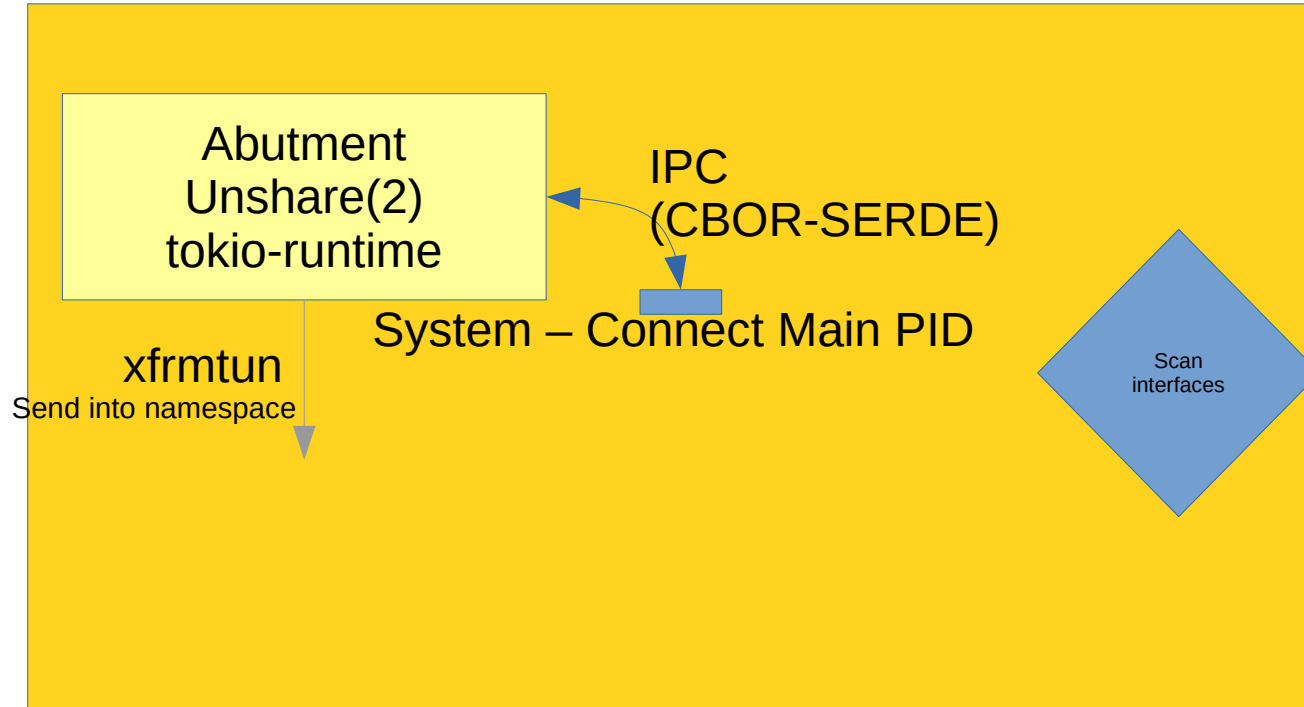 Abutment
Unshare(2)
tokio-runtime
IPC
(CBOR-SERDE)
System – Connect Main PID
xfrmtun
Send into namespace
Scan
interfaces